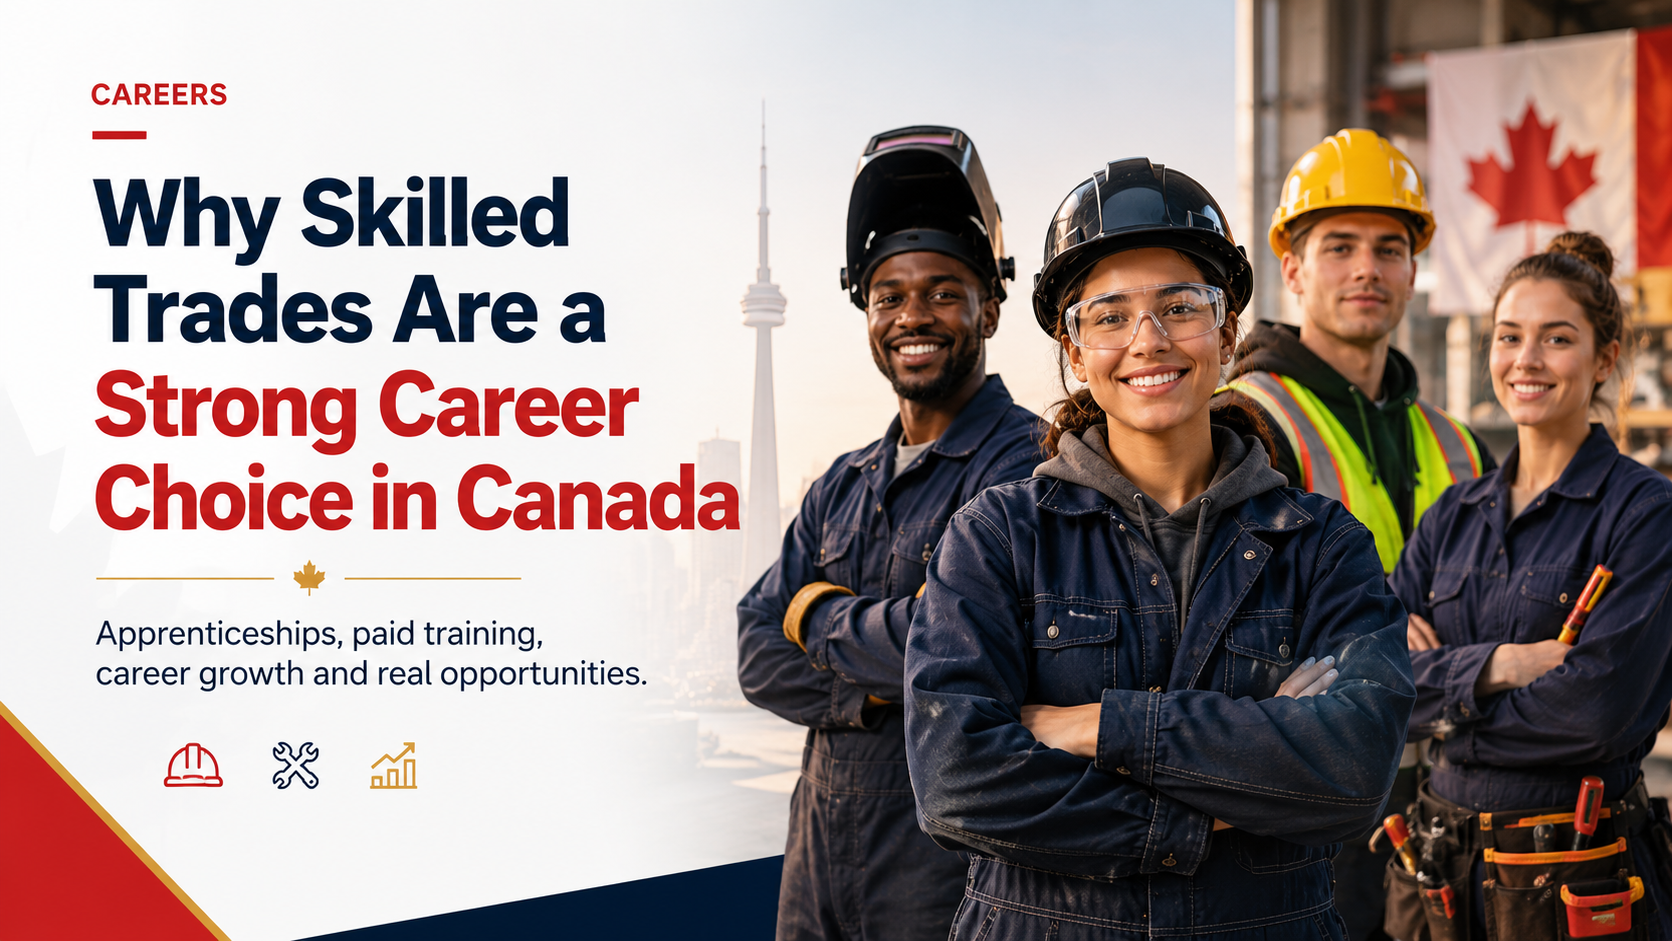 CAREERS
Why Skilled
Trades Are a
Strong Career
Choice in Canada
Apprenticeships, paid training,
career growth and real opportunities.